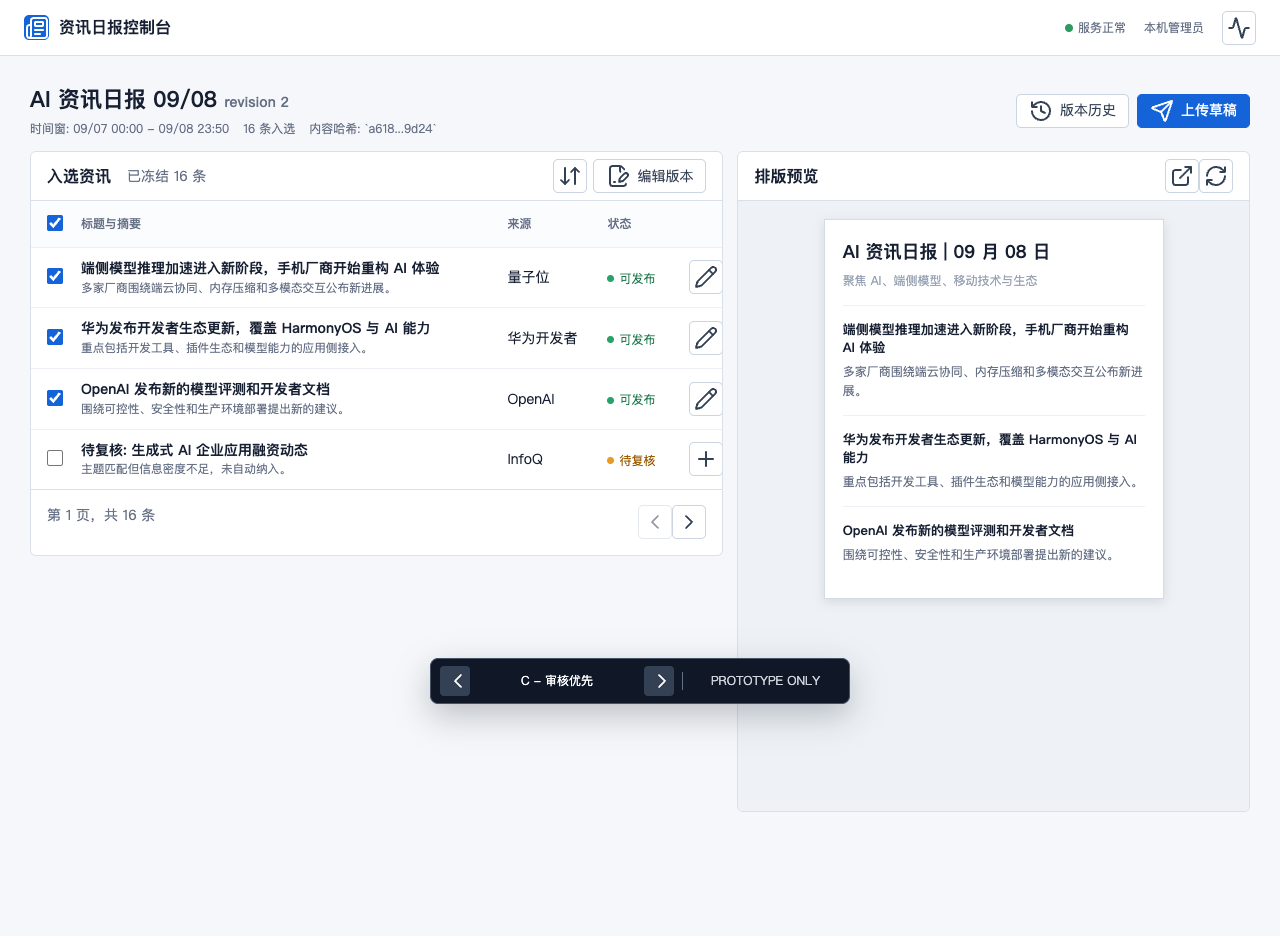 资讯日报控制台
服务正常 本机管理员
AI 资讯日报 09/08 revision 2
时间窗: 09/07 00:00 – 09/08 23:50 16 条入选 内容哈希: `a618...9d24`
版本历史 上传草稿
入选资讯 已冻结 16 条 编辑版本
标题与摘要 来源 状态
端侧模型推理加速进入新阶段，手机厂商开始重构 AI 体验
多家厂商围绕端云协同、内存压缩和多模态交互公布新进展。
量子位 可发布
华为发布开发者生态更新，覆盖 HarmonyOS 与 AI 能力
重点包括开发工具、插件生态和模型能力的应用侧接入。
华为开发者 可发布
OpenAI 发布新的模型评测和开发者文档
围绕可控性、安全性和生产环境部署提出新的建议。
OpenAI 可发布
待复核: 生成式 AI 企业应用融资动态
主题匹配但信息密度不足，未自动纳入。
InfoQ 待复核
第 1 页，共 16 条
排版预览
AI 资讯日报 | 09 月 08 日
聚焦 AI、端侧模型、移动技术与生态
端侧模型推理加速进入新阶段，手机厂商开始重构
AI 体验
多家厂商围绕端云协同、内存压缩和多模态交互公布新进
展。
华为发布开发者生态更新，覆盖 HarmonyOS 与 AI
能力
重点包括开发工具、插件生态和模型能力的应用侧接入。
OpenAI 发布新的模型评测和开发者文档
围绕可控性、安全性和生产环境部署提出新的建议。
C – 审核优先 PROTOTYPE ONLY